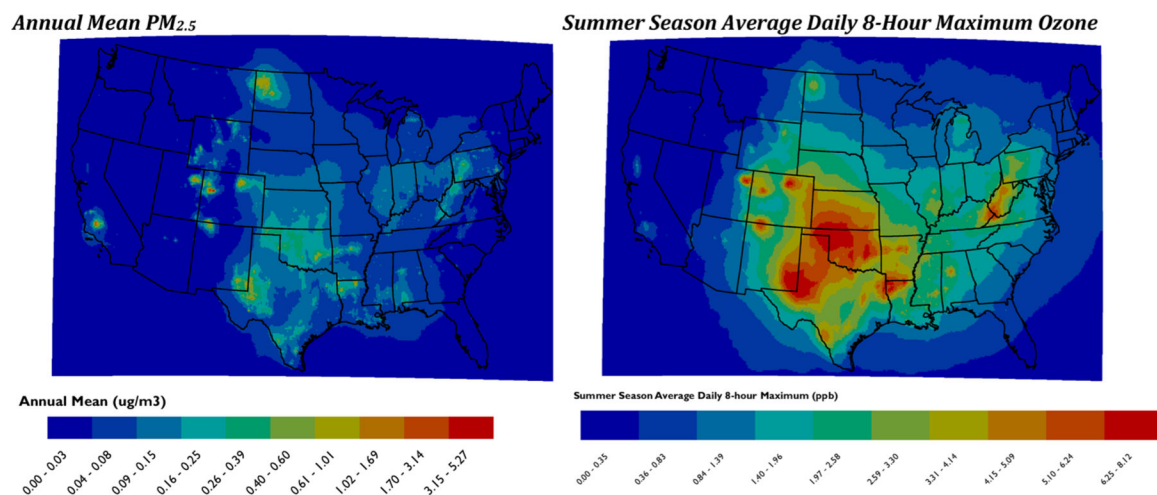 Annual Mean PM2.5
Summer Season Average Daily 8-Hour Maximum Ozone
Annual Mean (ug/m3)
0.00 - 0.03
0.04 - 0.08
0.09 - 0.15
0.16 - 0.25
0.26 - 0.39
0.40 - 0.60
0.61 - 1.01
1.02 - 1.69
1.70 - 3.14
3.15 - 5.27
Summer Season Average Daily 8-hour Maximum (ppb)
0.00 - 0.35
0.36 - 0.83
0.84 - 1.39
1.40 - 1.96
1.97 - 2.58
2.59 - 3.30
3.31 - 4.14
4.15 - 5.09
5.10 - 6.24
6.25 - 8.12